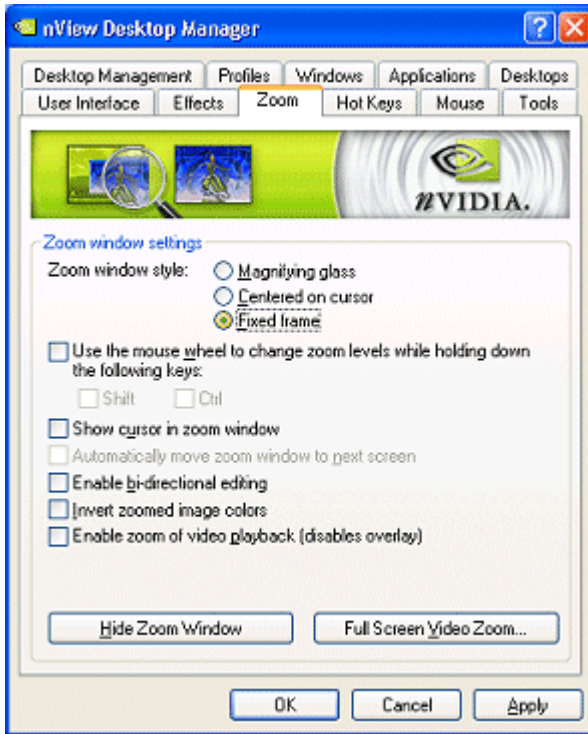 nView Desktop Manager
Desktop Management Profiles Windows Applications Desktops
User Interface Effects Zoom Hot Keys Mouse Tools
nVIDIA.
Zoom window settings
Zoom window style: Magnifying glass
Centered on cursor
Fixed frame
Use the mouse wheel to change zoom levels while holding down
the following keys:
Shift Ctrl
Show cursor in zoom window
Automatically move zoom window to next screen
Enable bi-directional editing
Invert zoomed image colors
Enable zoom of video playback (disables overlay)
Hide Zoom Window Full Screen Video Zoom...
OK Cancel Apply